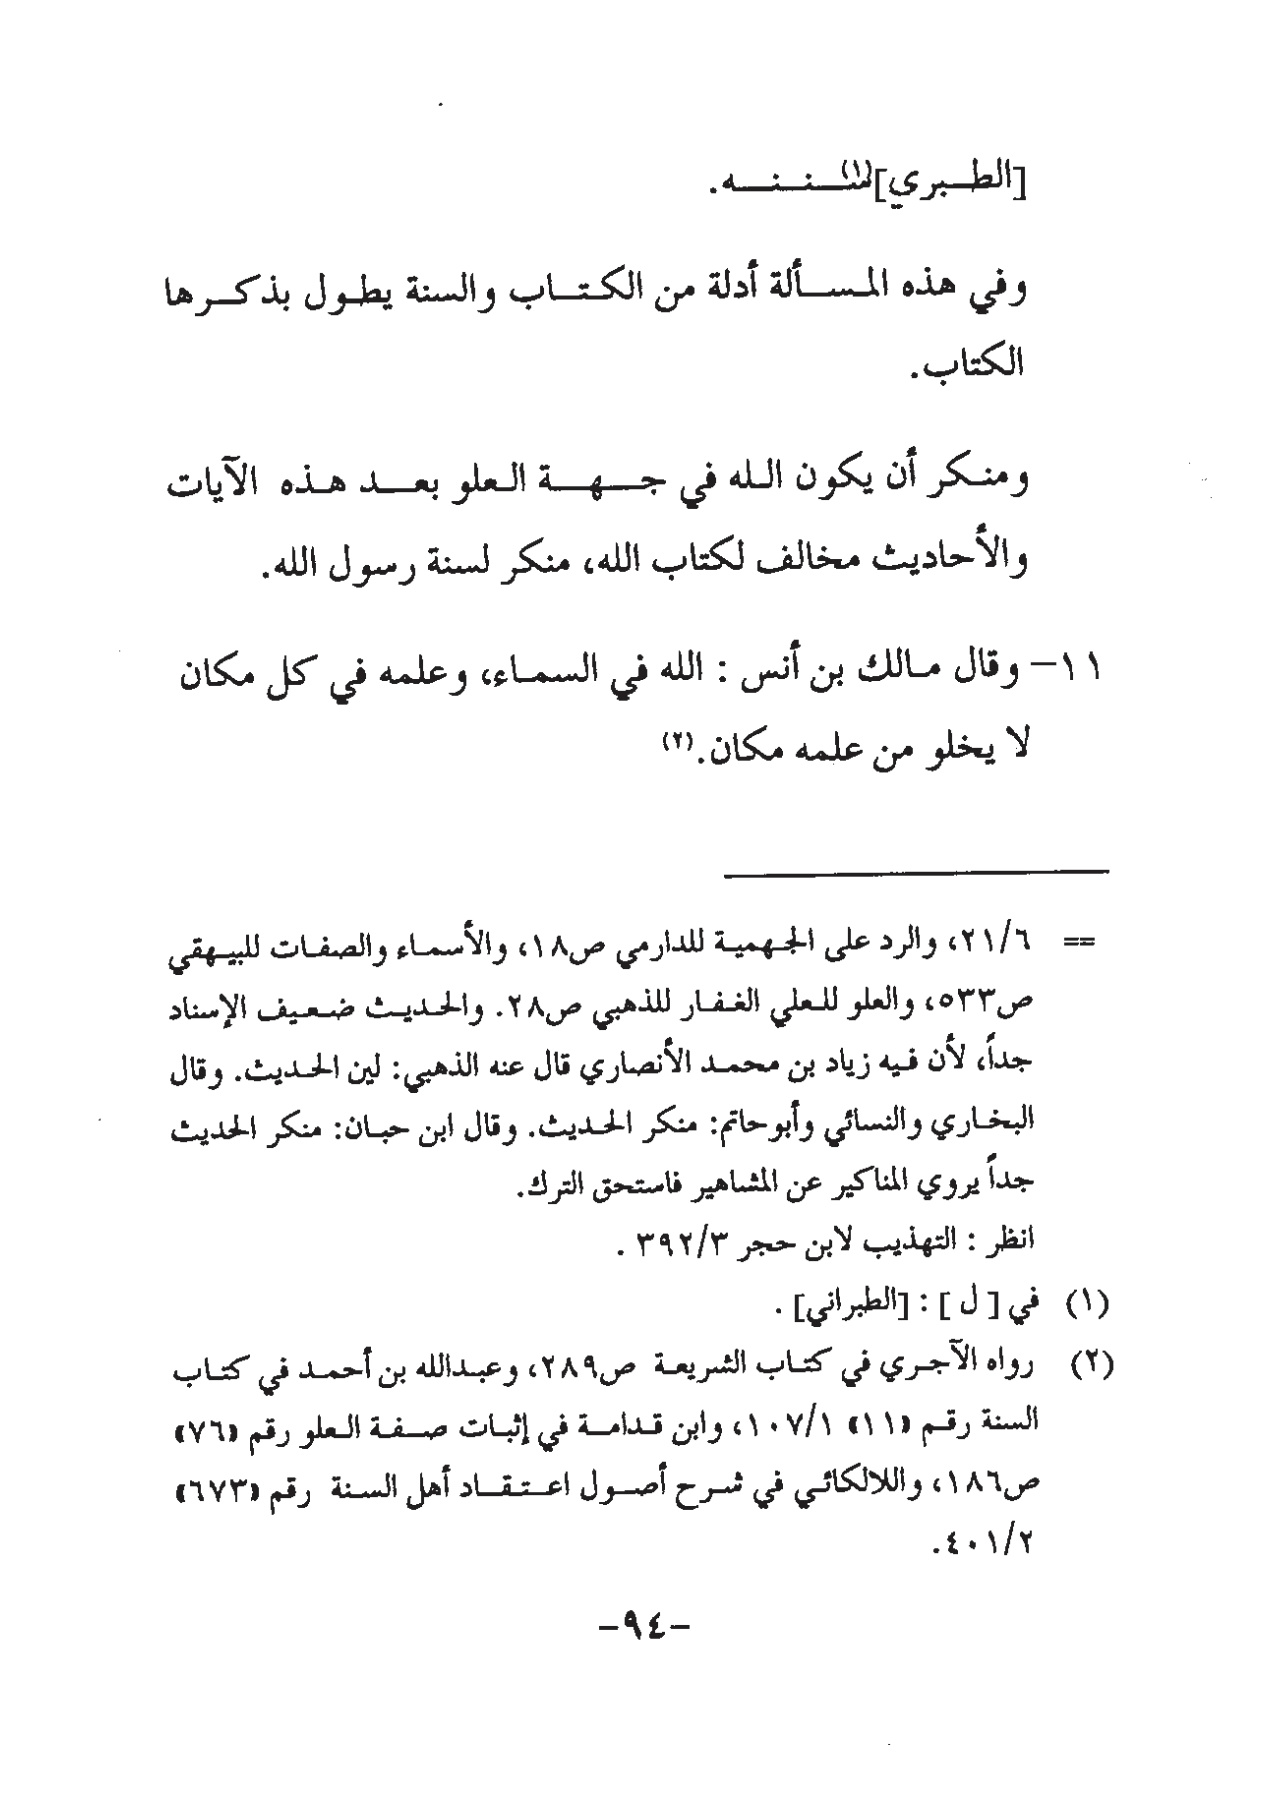 [الطبري](١) سننه.
وفي هذه المسألة أدلة من الكتاب والسنة يطول بذكرها
الكتاب.
ومنكر أن يكون الله في جهة العلو بعد هذه الآيات
والأحاديث مخالف لكتاب الله، منكر لسنة رسول الله.
١١- وقال مالك بن أنس : الله في السماء، وعلمه في كل مكان
لا يخلو من علمه مكان.(٢)
== ٢١/٦، والرد على الجهمية للدارمي ص١٨، والأسماء والصفات للبيهقي
ص٥٣٣، والعلو للعلي الغفار للذهبي ص٢٨. والحديث ضعيف الإسناد
جداً، لأن فيه زياد بن محمد الأنصاري قال عنه الذهبي: لين الحديث. وقال
البخاري والنسائي وأبوحاتم: منكر الحديث. وقال ابن حبان: منكر الحديث
جداً يروي المناكير عن المشاهير فاستحق الترك.
انظر : التهذيب لابن حجر ٣٩٢/٣ .
(١) في [ ل ] : [الطبراني] .
(٢) رواه الآجري في كتاب الشريعة ص٢٨٩، وعبدالله بن أحمد في كتاب
السنة رقم «١١» ١٠٧/١، وابن قدامة في إثبات صفة العلو رقم «٧٦»
ص١٨٦، واللالكائي في شرح أصول اعتقاد أهل السنة رقم «٦٧٣»
٤٠١/٢.
-٩٤-